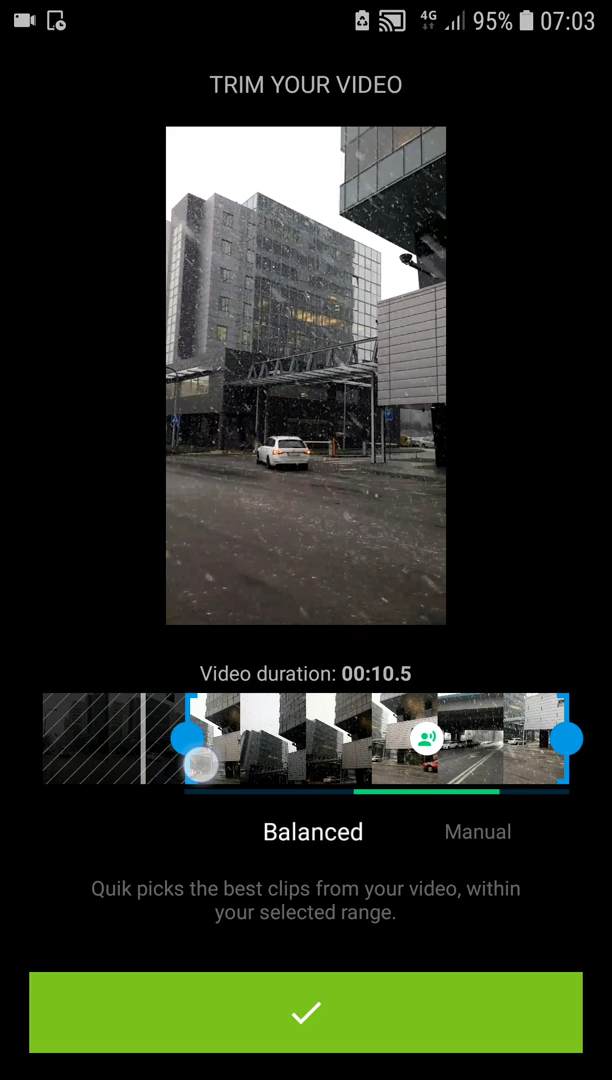 4G 95% 07:03
TRIM YOUR VIDEO
Video duration: 00:10.5
Balanced Manual
Quik picks the best clips from your video, within
your selected range.